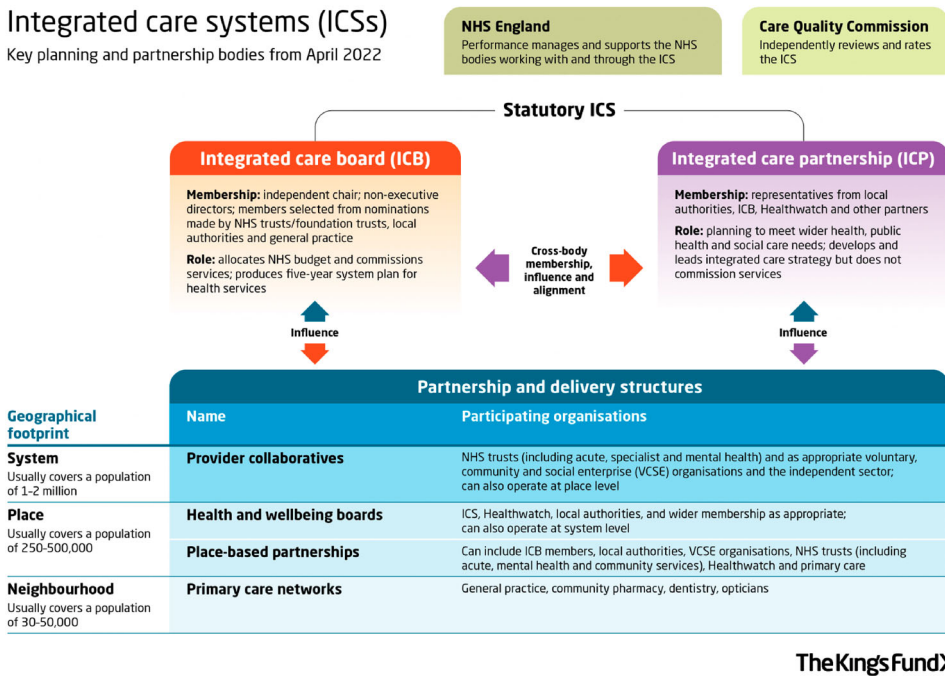 Integrated care systems (ICSs)
Key planning and partnership bodies from April 2022
NHS England
Performance manages and supports the NHS
bodies working with and through the ICS
Care Quality Commission
Independently reviews and rates
the ICS
Statutory ICS
Integrated care board (ICB)
Membership: independent chair; non-executive
directors; members selected from nominations
made by NHS trusts/foundation trusts, local
authorities and general practice
Role: allocates NHS budget and commissions
services; produces five-year system plan for
health services
Cross-body
membership,
influence and
alignment
Integrated care partnership (ICP)
Membership: representatives from local
authorities, ICB, Healthwatch and other partners
Role: planning to meet wider health, public
health and social care needs; develops and
leads integrated care strategy but does not
commission services
Influence
Influence
Partnership and delivery structures
Geographical
footprint
Name
Participating organisations
System
Usually covers a population
of 1-2 million
Provider collaboratives
NHS trusts (including acute, specialist and mental health) and as appropriate voluntary,
community and social enterprise (VCSE) organisations and the independent sector;
can also operate at place level
Place
Usually covers a population
of 250-500,000
Health and wellbeing boards
ICS, Healthwatch, local authorities, and wider membership as appropriate;
can also operate at system level
Place-based partnerships
Can include ICB members, local authorities, VCSE organisations, NHS trusts (including
acute, mental health and community services), Healthwatch and primary care
Neighbourhood
Usually covers a population
of 30-50,000
Primary care networks
General practice, community pharmacy, dentistry, opticians
The King's Fund